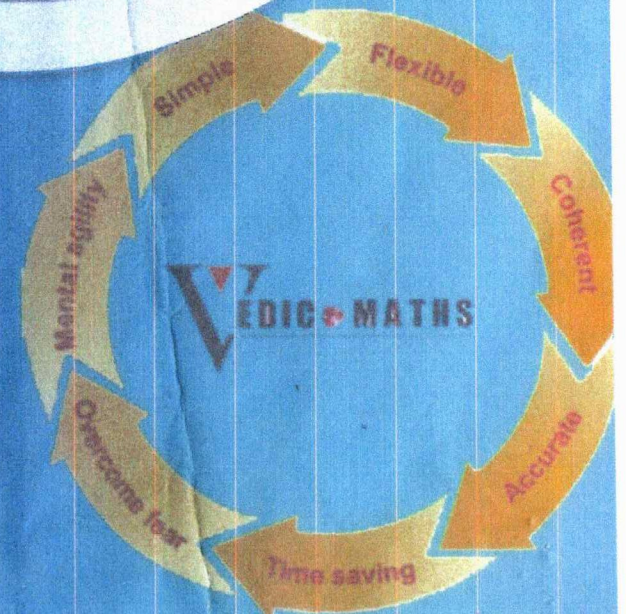 Simple
Flexible
Coherent
Accurate
Time saving
Overcome fear
Mental agility
VEDIC MATHS